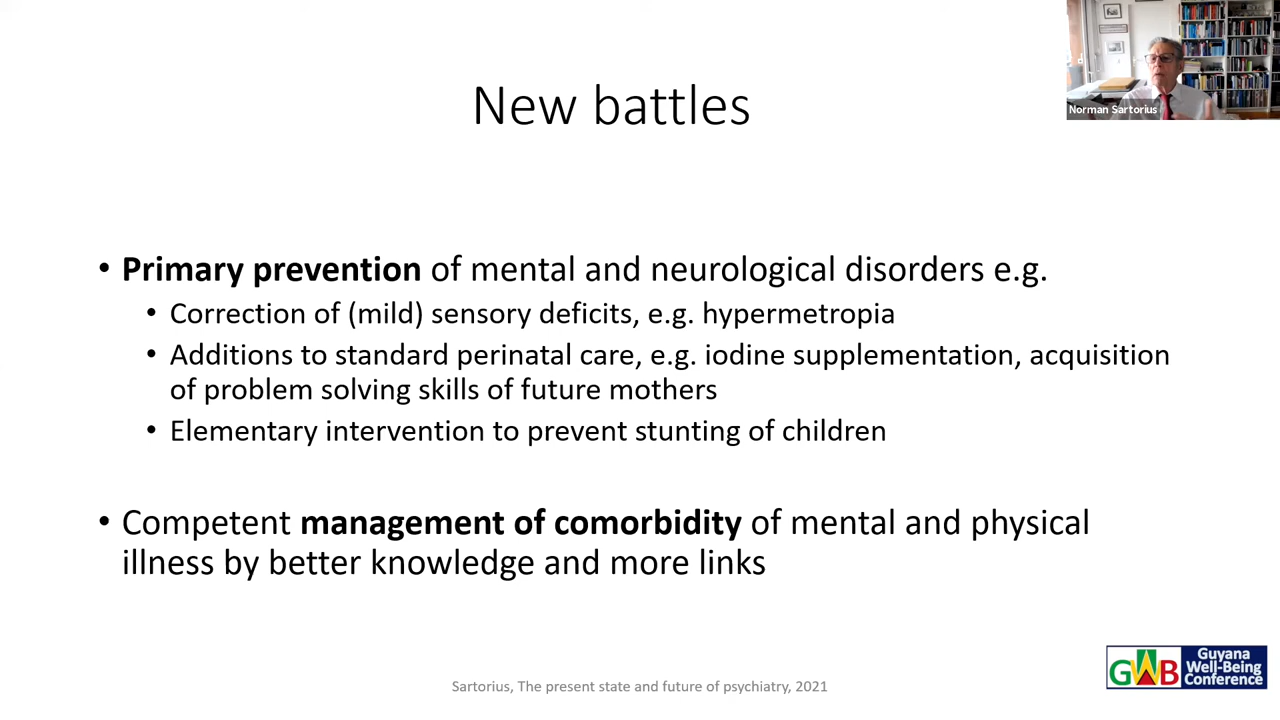 Norman Sartorius
New battles
• Primary prevention of mental and neurological disorders e.g.
• Correction of (mild) sensory deficits, e.g. hypermetropia
• Additions to standard perinatal care, e.g. iodine supplementation, acquisition
of problem solving skills of future mothers
• Elementary intervention to prevent stunting of children
• Competent management of comorbidity of mental and physical
illness by better knowledge and more links
Sartorius, The present state and future of psychiatry, 2021
GWB
Guyana
Well-Being
Conference